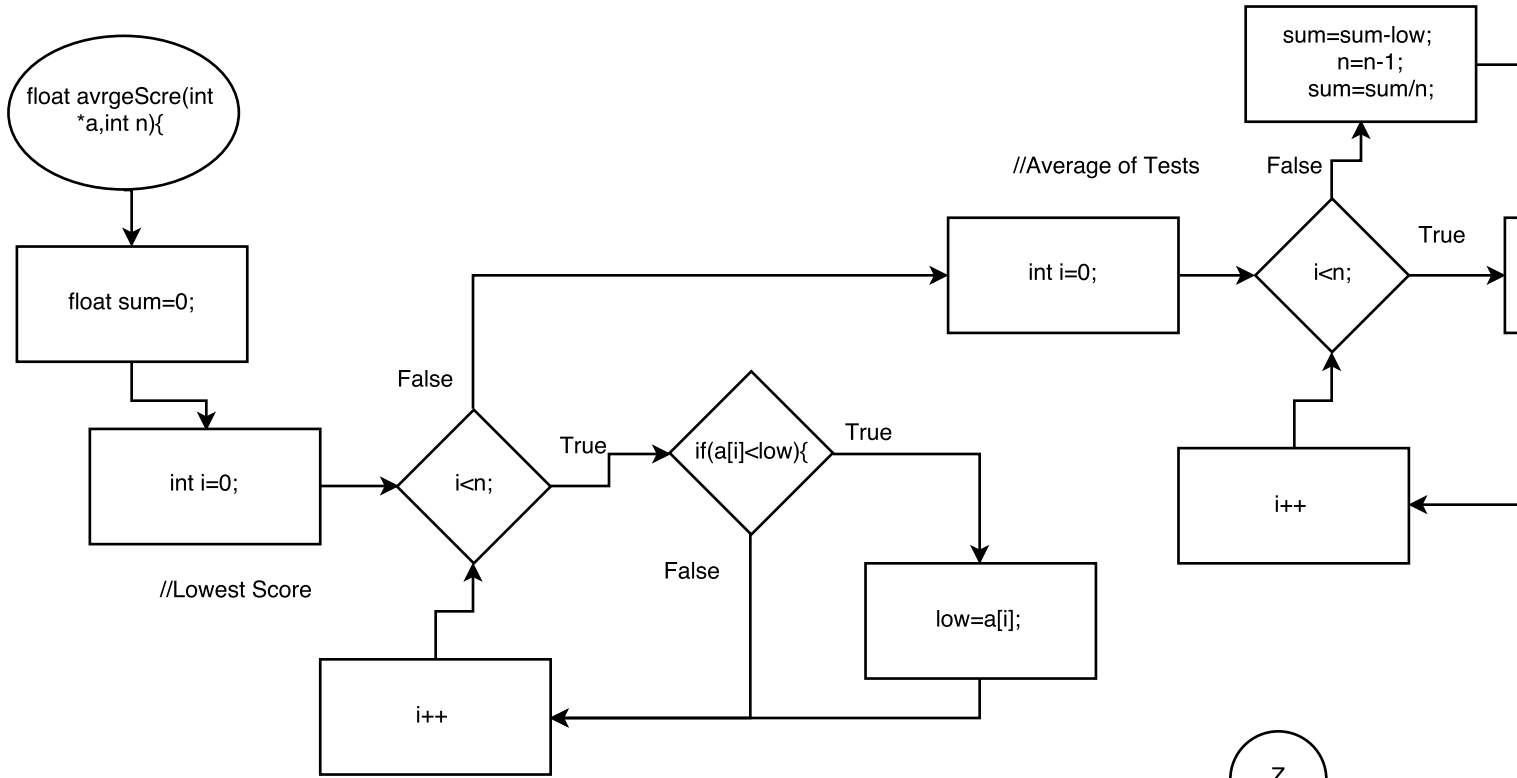 float avrgeScre(int
*a,int n){
float sum=0;
int i=0;
//Lowest Score
i<n;
False
True
if(a[i]<low){
True
False
low=a[i];
i++
//Average of Tests
int i=0;
i<n;
False
True
sum=sum-low;
n=n-1;
sum=sum/n;
i++
Z